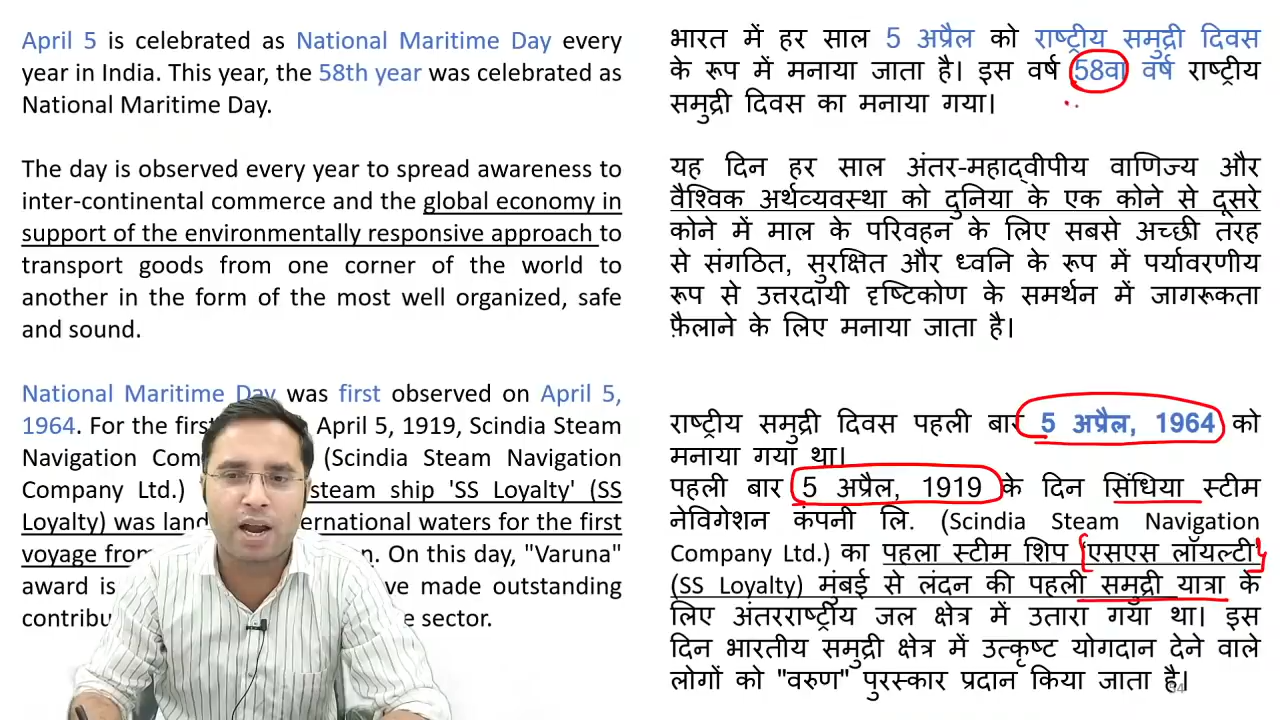 April 5 is celebrated as National Maritime Day every
year in India. This year, the 58th year was celebrated as
National Maritime Day.
The day is observed every year to spread awareness to
inter-continental commerce and the global economy in
support of the environmentally responsive approach to
transport goods from one corner of the world to
another in the form of the most well organized, safe
and sound.
National Maritime Day was first observed on April 5,
1964. For the first April 5, 1919, Scindia Steam
Navigation (Scindia Steam Navigation
Company Ltd.) steam ship 'SS Loyalty' (SS
Loyalty) was international waters for the first
voyage from On this day, "Varuna"
award is made outstanding
sector.
भारत में हर साल 5 अप्रैल को राष्ट्रीय समुद्री दिवस
के रूप में मनाया जाता है। इस वर्ष 58वा वर्ष राष्ट्रीय
समुद्री दिवस का मनाया गया।
यह दिन हर साल अंतर-महाद्वीपीय वाणिज्य और
वैश्विक अर्थव्यवस्था को दुनिया के एक कोने से दूसरे
कोने में माल के परिवहन के लिए सबसे अच्छी तरह
से संगठित, सुरक्षित और ध्वनि के रूप में पर्यावरणीय
रूप से उत्तरदायी दृष्टिकोण के समर्थन में जागरूकता
फ़ैलाने के लिए मनाया जाता है।
राष्ट्रीय समुद्री दिवस पहली बार 5 अप्रैल, 1964 को
मनाया गया था।
पहली बार 5 अप्रैल, 1919 के दिन सिंधिया स्टीम
नेविगेशन कंपनी लि. (Scindia Steam Navigation
Company Ltd.) का पहला स्टीम शिप 'एसएस लॉयल्टी'
(SS Loyalty) मुंबई से लंदन की पहली समुद्री यात्रा के
लिए अंतरराष्ट्रीय जल क्षेत्र में उतारा गया था। इस
दिन भारतीय समुद्री क्षेत्र में उत्कृष्ट योगदान देने वाले
लोगों को "वरुण" पुरस्कार प्रदान किया जाता है।